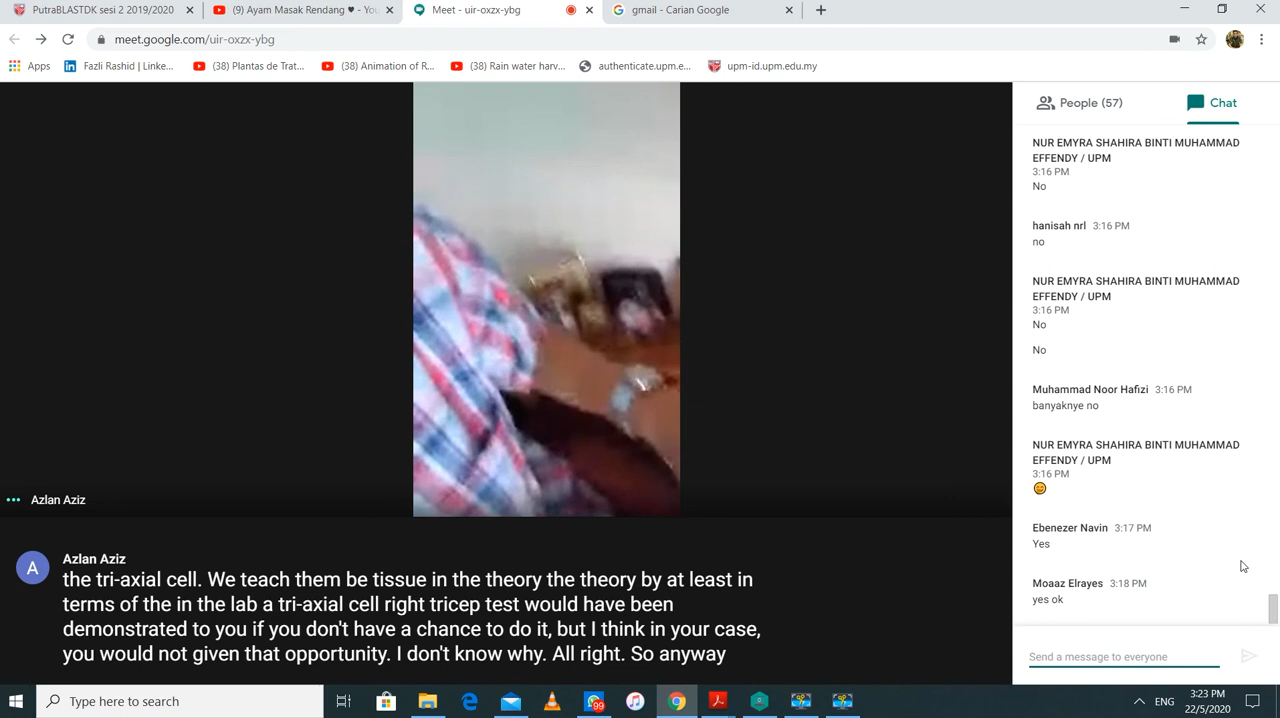 PutraBLASTDK sesi 2 2019/2020
(9) Ayam Masak Rendang ♥ - You
Meet - uir-oxzx-ybg
gmail - Carian Google
meet.google.com/uir-oxzx-ybg
Apps
Fazli Rashid | Linke...
(38) Plantas de Trat...
(38) Animation of R...
(38) Rain water harv...
authenticate.upm.e...
upm-id.upm.edu.my
People (57)
Chat
NUR EMYRA SHAHIRA BINTI MUHAMMAD
EFFENDY / UPM
3:16 PM
No
hanisah nrl 3:16 PM
no
NUR EMYRA SHAHIRA BINTI MUHAMMAD
EFFENDY / UPM
3:16 PM
No
No
Muhammad Noor Hafizi 3:16 PM
banyaknye no
NUR EMYRA SHAHIRA BINTI MUHAMMAD
EFFENDY / UPM
3:16 PM
😊
Ebenezer Navin 3:17 PM
Yes
Moaaz Elrayes 3:18 PM
yes ok
Send a message to everyone
Azlan Aziz
A
Azlan Aziz
the tri-axial cell. We teach them be tissue in the theory the theory by at least in
terms of the in the lab a tri-axial cell right tricep test would have been
demonstrated to you if you don't have a chance to do it, but I think in your case,
you would not given that opportunity. I don't know why. All right. So anyway
Type here to search
99
ENG
3:23 PM
22/5/2020